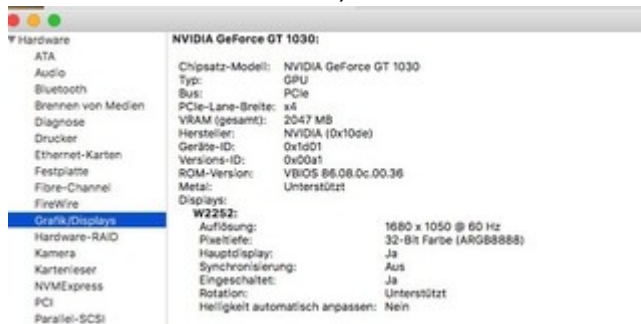 Hardware
ATA
Audio
Bluetooth
Brennen von Medien
Diagnose
Drucker
Ethernet-Karten
Festplatte
Fibre-Channel
FireWire
Grafik/Displays
Hardware-RAID
Kamera
Kartenleser
NVMExpress
PCI
Parallel-SCSI
NVIDIA GeForce GT 1030:
Chipsatz-Modell: NVIDIA GeForce GT 1030
Typ: GPU
Bus: PCIe
PCIe-Lane-Breite: x4
VRAM (gesamt): 2047 MB
Hersteller: NVIDIA (0x10de)
Geräte-ID: 0x1d01
Versions-ID: 0x00a1
ROM-Version: VBIOS 86.08.0c.00.36
Metal: Unterstützt
Displays:
W2252:
Auflösung: 1680 x 1050 @ 60 Hz
Pixeltiefe: 32-Bit Farbe (ARGB8888)
Hauptdisplay: Ja
Synchronisierung: Aus
Eingeschaltet: Ja
Rotation: Unterstützt
Helligkeit automatisch anpassen: Nein